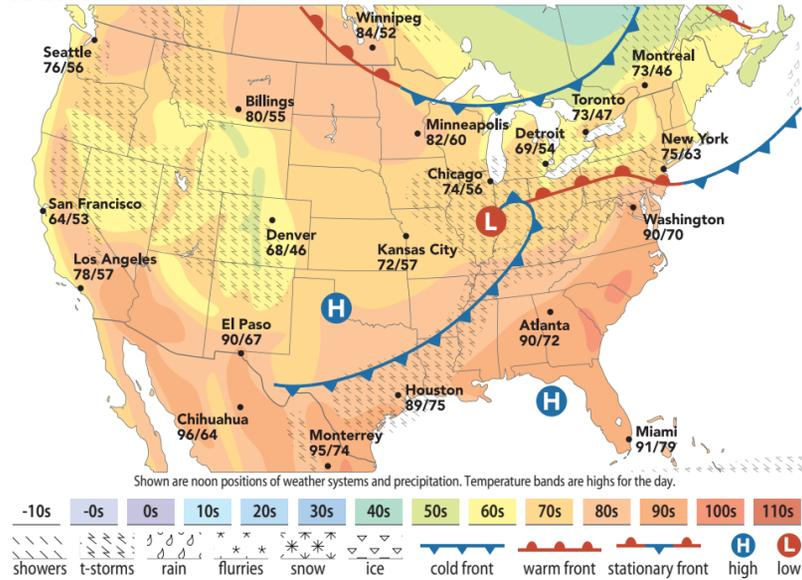 Winnipeg
84/52
Seattle
76/56
Montreal
73/46
Billings
80/55
Toronto
73/47
Minneapolis
82/60
Detroit
69/54
New York
75/63
Chicago
74/56
San Francisco
64/53
L
Washington
90/70
Denver
68/46
Kansas City
72/57
Los Angeles
78/57
H
El Paso
90/67
Atlanta
90/72
Houston
89/75
H
Chihuahua
96/64
Monterrey
95/74
Miami
91/79
Shown are noon positions of weather systems and precipitation. Temperature bands are highs for the day.
-10s -0s 0s 10s 20s 30s 40s 50s 60s 70s 80s 90s 100s 110s
H L
showers t-storms rain flurries snow ice cold front warm front stationary front high low